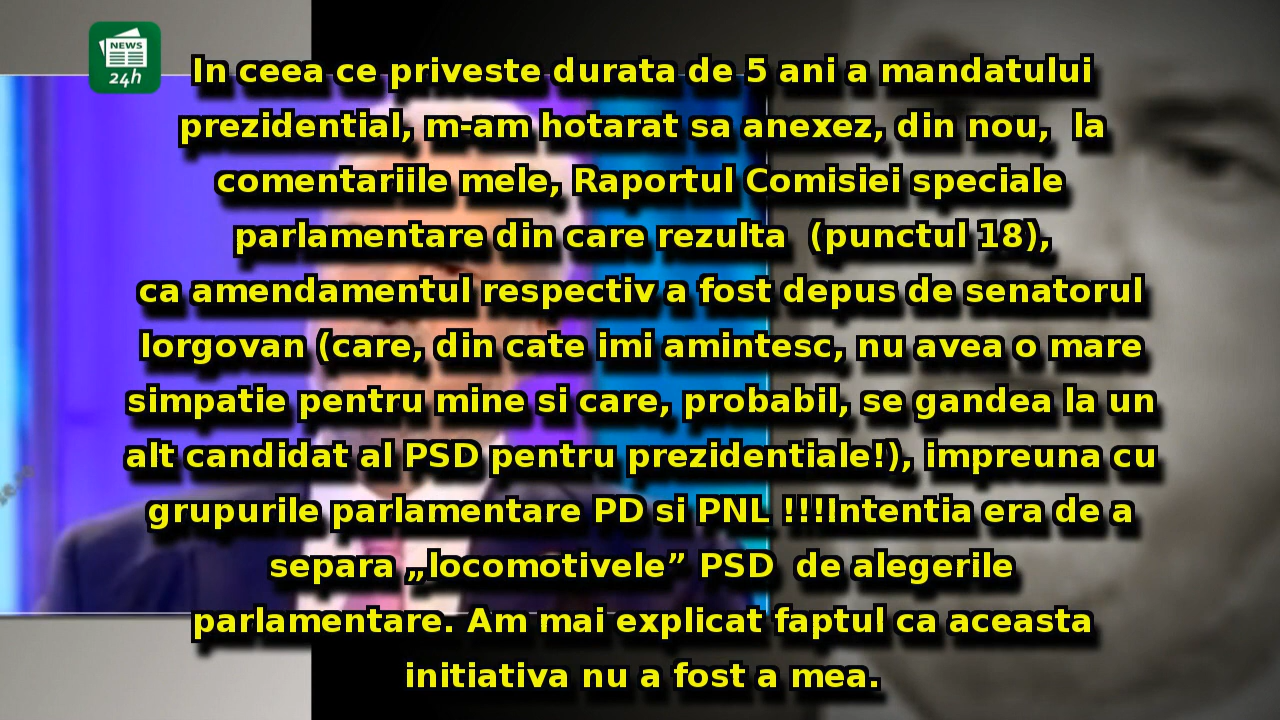 NEWS
24h
In ceea ce priveste durata de 5 ani a mandatului
prezidential, m-am hotarat sa anexez, din nou,  la
comentariile mele, Raportul Comisiei speciale
parlamentare din care rezulta  (punctul 18),
ca amendamentul respectiv a fost depus de senatorul
Iorgovan (care, din cate imi amintesc, nu avea o mare
simpatie pentru mine si care, probabil, se gandea la un
alt candidat al PSD pentru prezidentiale!), impreuna cu
grupurile parlamentare PD si PNL !!!Intentia era de a
separa „locomotivele” PSD  de alegerile
parlamentare. Am mai explicat faptul ca aceasta
initiativa nu a fost a mea.